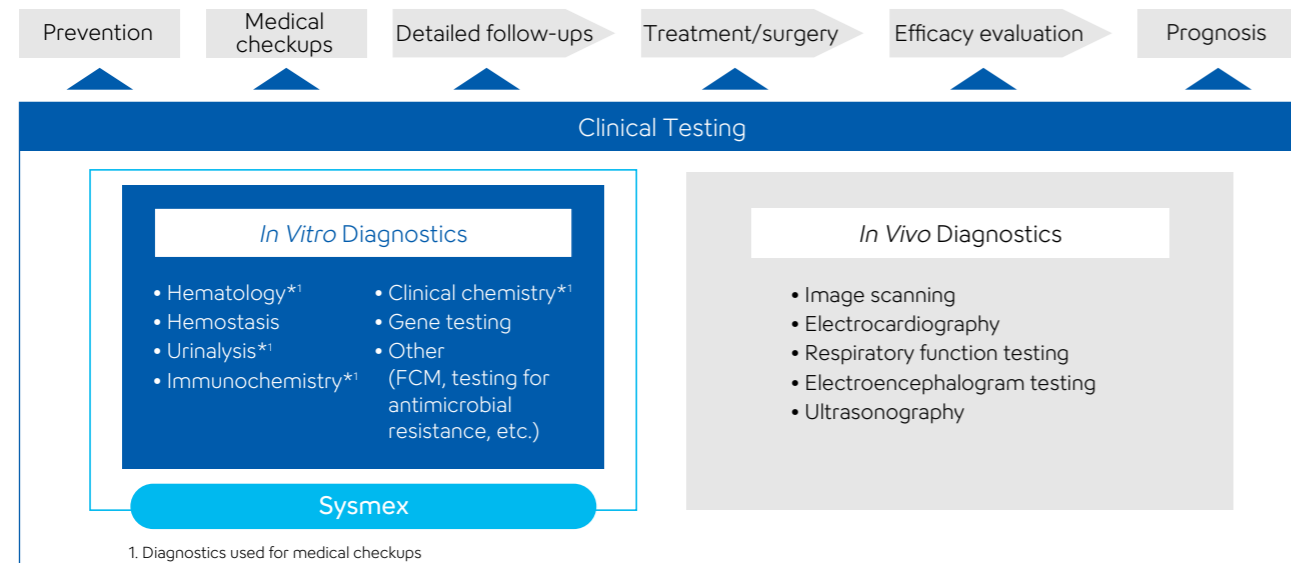 Prevention
Medical
checkups
Detailed follow-ups
Treatment/surgery
Efficacy evaluation
Prognosis
Clinical Testing
In Vitro Diagnostics
• Hematology*1
• Hemostasis
• Urinalysis*1
• Immunochemistry*1
• Clinical chemistry*1
• Gene testing
• Other
(FCM, testing for
antimicrobial
resistance, etc.)
Sysmex
In Vivo Diagnostics
• Image scanning
• Electrocardiography
• Respiratory function testing
• Electroencephalogram testing
• Ultrasonography
1. Diagnostics used for medical checkups